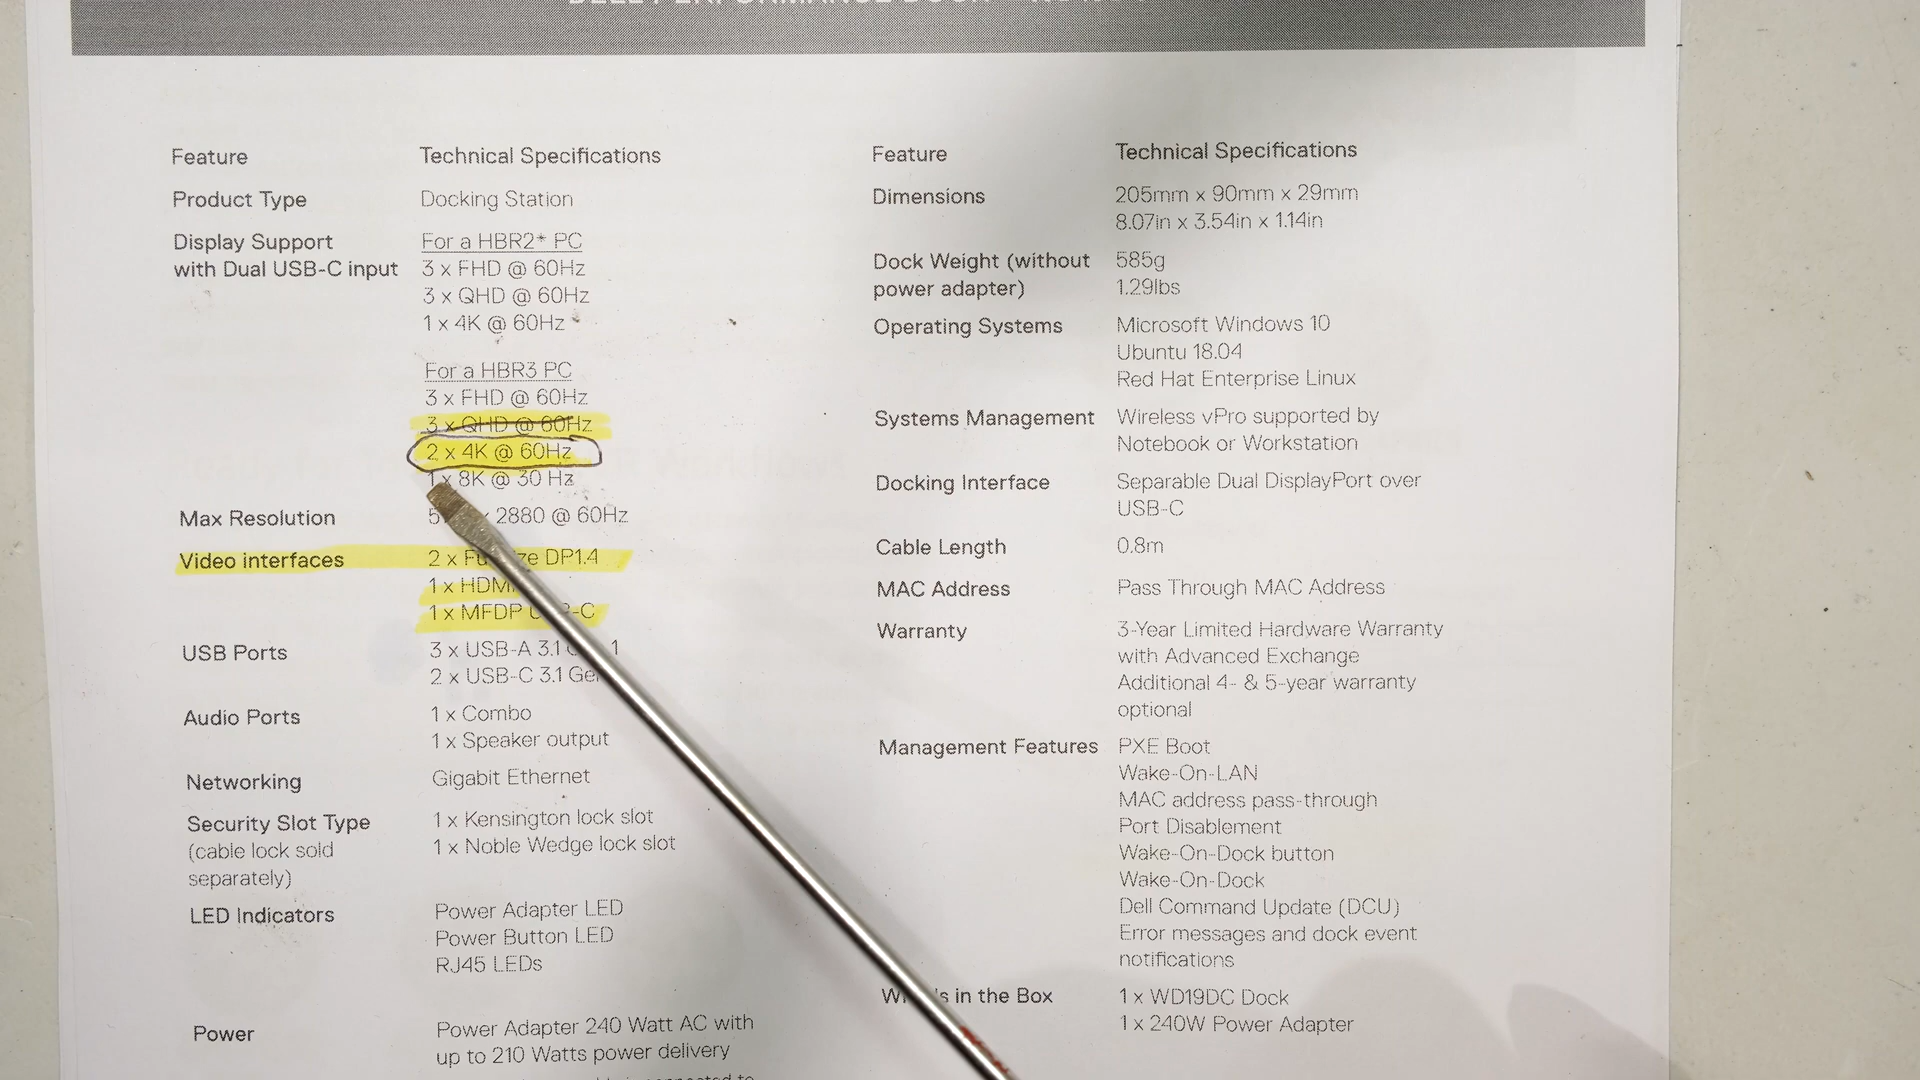 Feature Technical Specifications
Product Type Docking Station
Display Support For a HBR2* PC
with Dual USB-C input 3 x FHD @ 60Hz
3 x QHD @ 60Hz
1 x 4K @ 60Hz
For a HBR3 PC
3 x FHD @ 60Hz
3 x QHD @ 60Hz
2 x 4K @ 60Hz
1 x 8K @ 30 Hz
Max Resolution 2880 @ 60Hz
Video interfaces 2 x DP1.4
1 x HDMI
1 x MFDP
USB Ports 3 x USB-A 3.1 1
2 x USB-C 3.1
Audio Ports 1 x Combo
1 x Speaker output
Networking Gigabit Ethernet
Security Slot Type 1 x Kensington lock slot
(cable lock sold 1 x Noble Wedge lock slot
separately)
LED Indicators Power Adapter LED
Power Button LED
RJ45 LEDs
Power Power Adapter 240 Watt AC with
up to 210 Watts power delivery
Feature Technical Specifications
Dimensions 205mm x 90mm x 29mm
8.07in x 3.54in x 1.14in
Dock Weight (without 585g
power adapter) 1.29lbs
Operating Systems Microsoft Windows 10
Ubuntu 18.04
Red Hat Enterprise Linux
Systems Management Wireless vPro supported by
Notebook or Workstation
Docking Interface Separable Dual DisplayPort over
USB-C
Cable Length 0.8m
MAC Address Pass Through MAC Address
Warranty 3-Year Limited Hardware Warranty
with Advanced Exchange
Additional 4- & 5-year warranty
optional
Management Features PXE Boot
Wake-On-LAN
MAC address pass-through
Port Disablement
Wake-On-Dock button
Wake-On-Dock
Dell Command Update (DCU)
Error messages and dock event
notifications
in the Box 1 x WD19DC Dock
1 x 240W Power Adapter